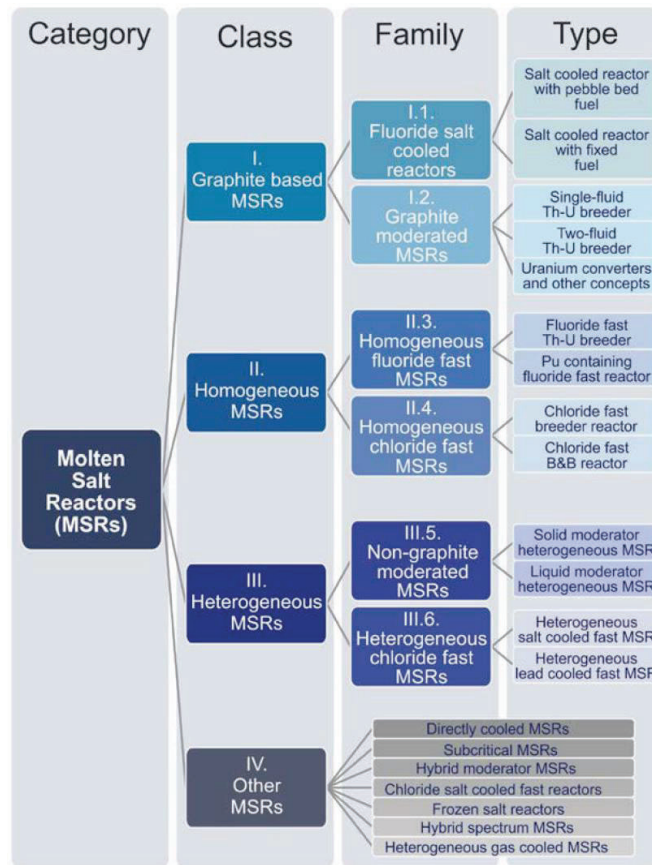 Category
Class
Family
Type
Molten
Salt
Reactors
(MSRs)
I.
Graphite based
MSRs
I.1.
Fluoride salt
cooled
reactors
Salt cooled reactor
with pebble bed
fuel
Salt cooled reactor
with fixed
fuel
I.2.
Graphite
moderated MSRs
Single-fluid
Th-U breeder
Two-fluid
Th-U breeder
Uranium converters
and other concepts
II.
Homogeneous
MSRs
II.3.
Homogeneous
fluoride fast
MSRs
Fluoride fast
Th-U breeder
Pu containing
fluoride fast reactor
II.4.
Homogeneous
chloride fast
MSRs
Chloride fast
breeder reactor
Chloride fast
B&B reactor
III.
Heterogeneous
MSRs
III.5.
Non-graphite
moderated MSRs
Solid moderator
heterogeneous MSR
Liquid moderator
heterogeneous MSR
III.6.
Heterogeneous
chloride fast
MSRs
Heterogeneous
salt cooled fast MSR
Heterogeneous
lead cooled fast MSR
IV.
Other
MSRs
Directly cooled MSRs
Subcritical MSRs
Hybrid moderator MSRs
Chloride salt cooled fast reactors
Frozen salt reactors
Hybrid spectrum MSRs
Heterogeneous gas cooled MSRs